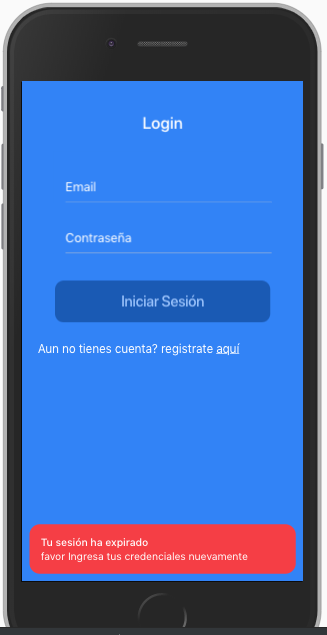 Login
Email
Contraseña
Iniciar Sesión
Aun no tienes cuenta? registrate aquí
Tu sesión ha expirado
favor Ingresa tus credenciales nuevamente